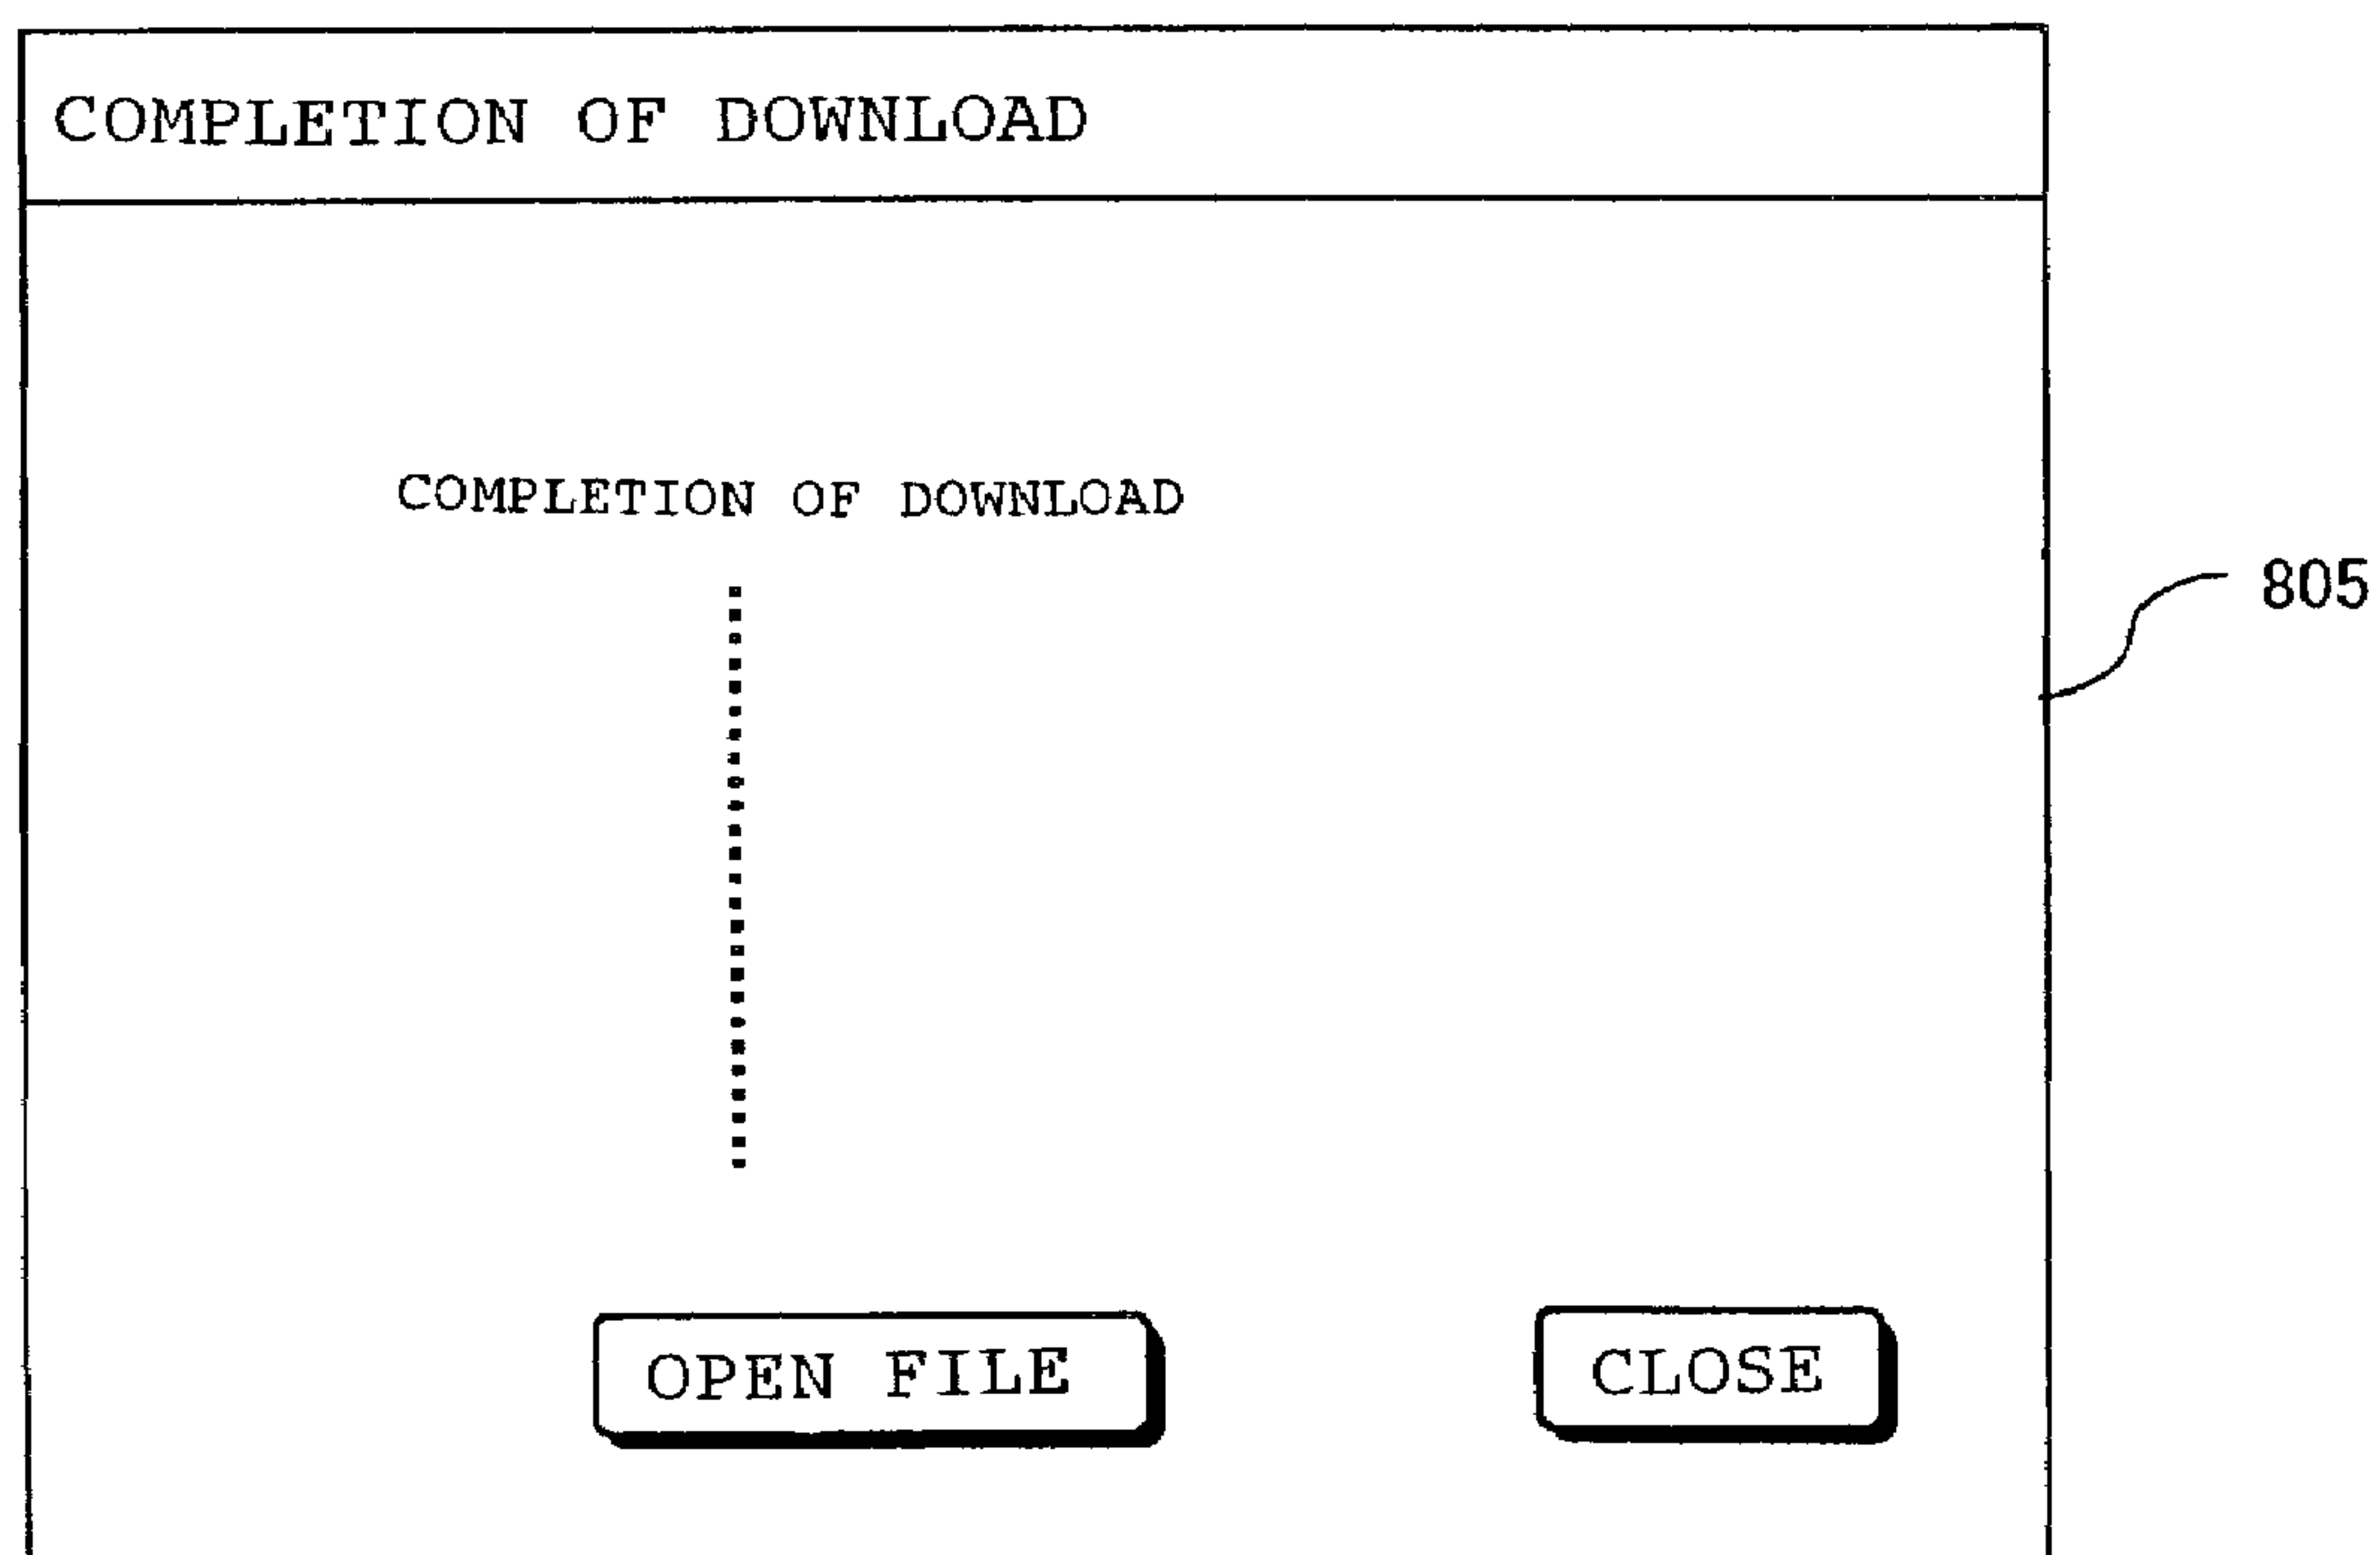 COMPLETION OF DOWNLOAD
COMPLETION OF DOWNLOAD
805
OPEN FILE
CLOSE